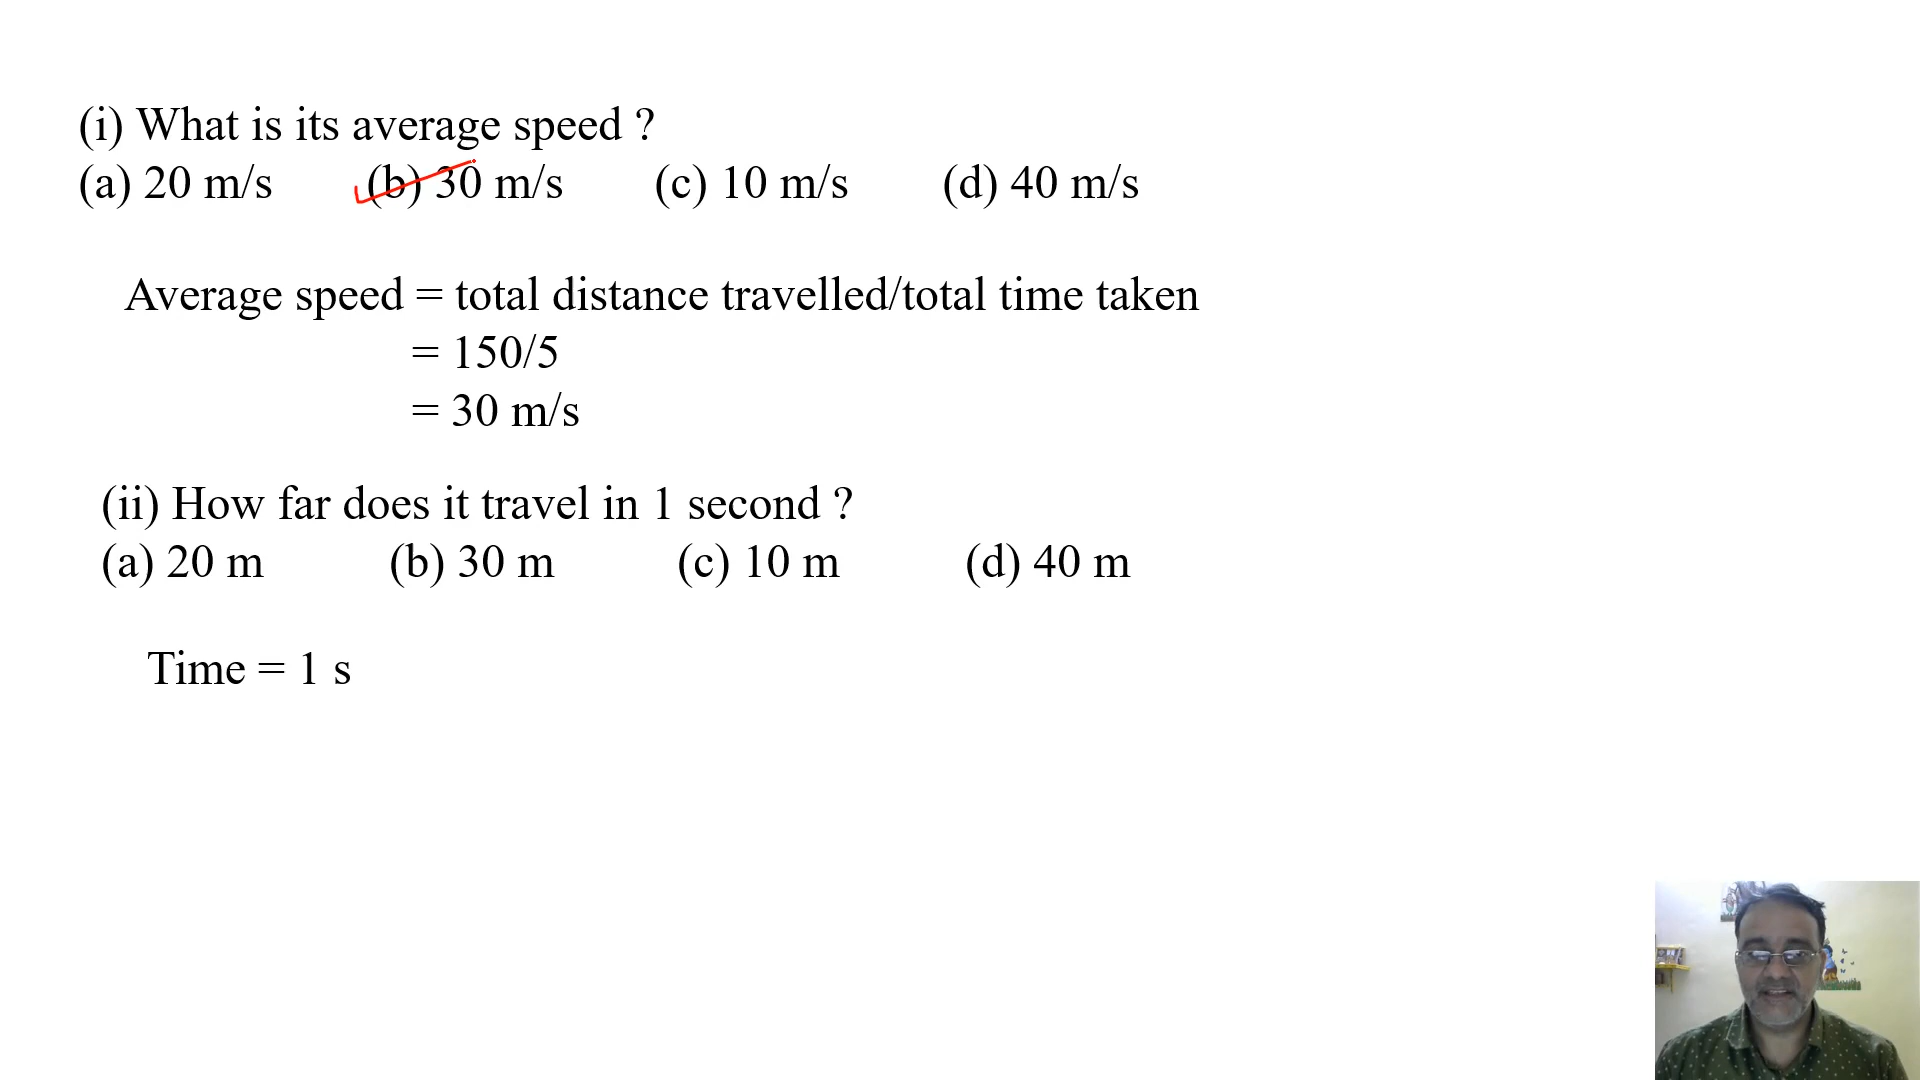 (i) What is its average speed ?
(a) 20 m/s (b) 30 m/s (c) 10 m/s (d) 40 m/s
Average speed = total distance travelled/total time taken
= 150/5
= 30 m/s
(ii) How far does it travel in 1 second ?
(a) 20 m (b) 30 m (c) 10 m (d) 40 m
Time = 1 s